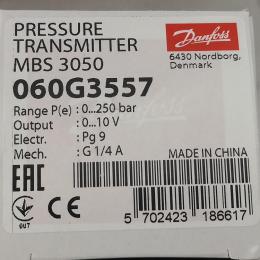 PRESSURE
TRANSMITTER
MBS 3050
Danfoss
6430 Nordborg,
Denmark
060G3557
Range P(e) : 0...250 bar
Output : 0...10 V
Electr. : Pg 9
Mech. : G 1/4 A
MADE IN CHINA
EAC
CE
5 702423 186617